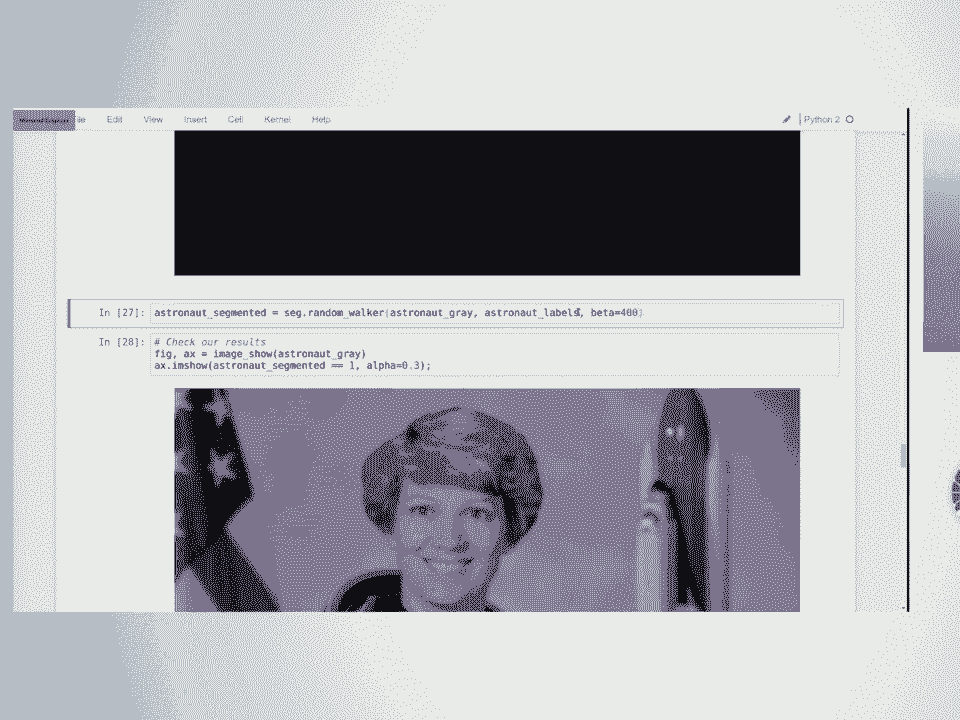 ile Edit View Insert Cell Kernel Help Python 2
In [27]: astronaut_segmented = seg.random_walker(astronaut_gray, astronaut_labels, beta=400)
In [28]: # Check our results
fig, ax = image_show(astronaut_gray)
ax.imshow(astronaut_segmented == 1, alpha=0.3);